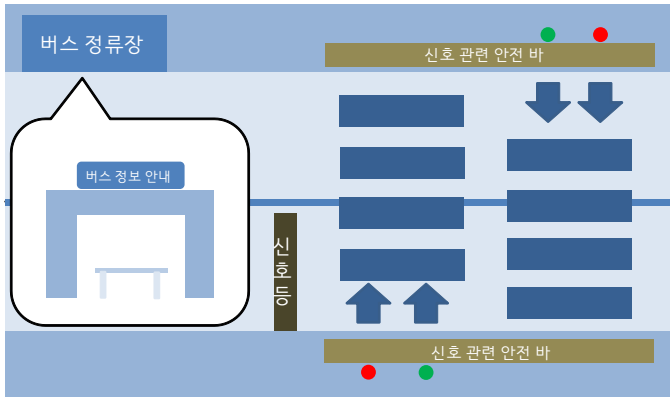 버스 정류장
신호 관련 안전 바
버스 정보 안내
신호등
신호 관련 안전 바